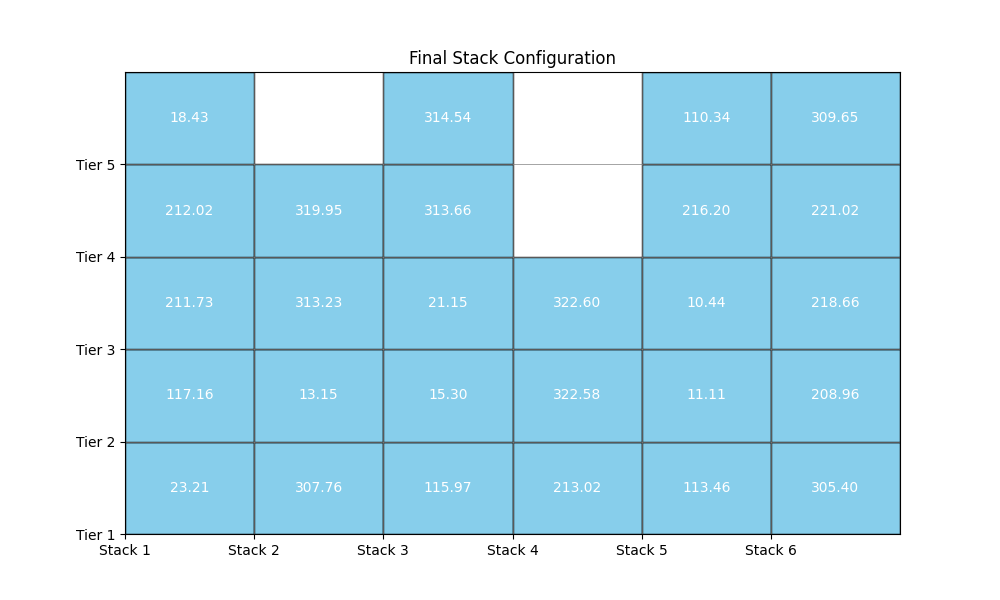 Final Stack Configuration
18.43 314.54 110.34 309.65
Tier 5
212.02 319.95 313.66 216.20 221.02
Tier 4
211.73 313.23 21.15 322.60 10.44 218.66
Tier 3
117.16 13.15 15.30 322.58 11.11 208.96
Tier 2
23.21 307.76 115.97 213.02 113.46 305.40
Tier 1
Stack 1 Stack 2 Stack 3 Stack 4 Stack 5 Stack 6